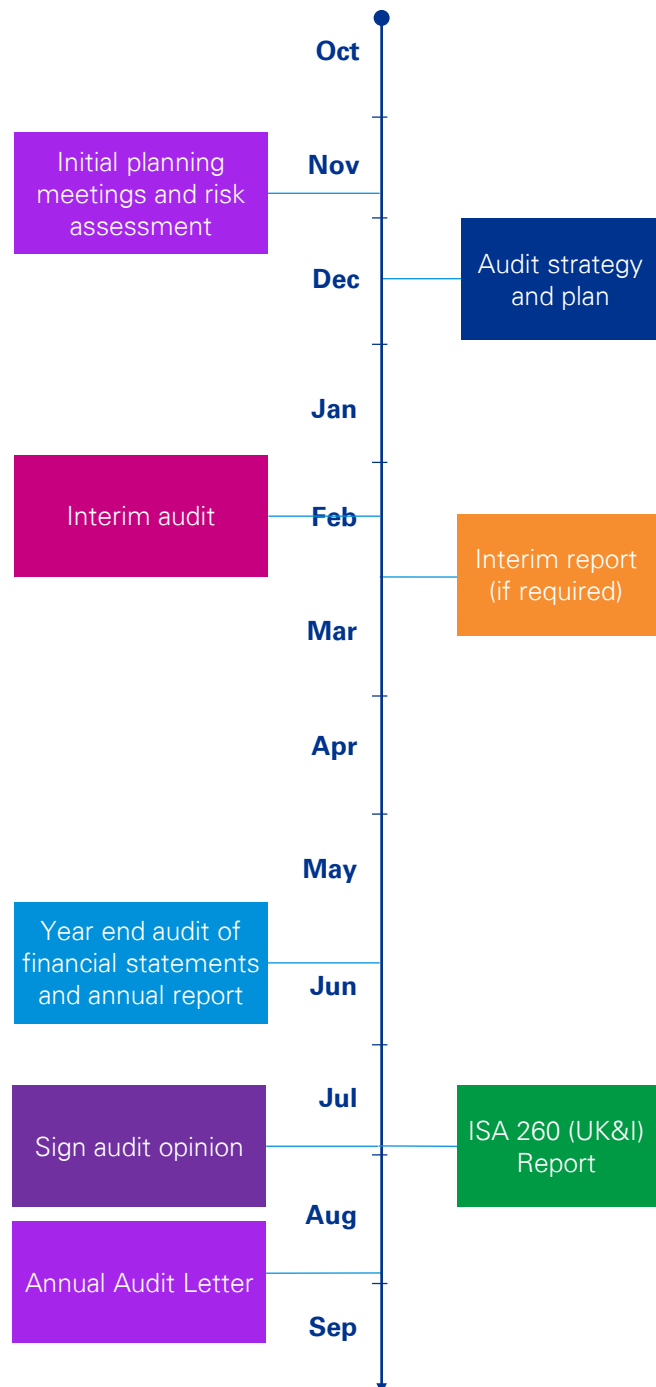 Oct
Initial planning
meetings and risk
assessment
Nov
Audit strategy
and plan
Dec
Jan
Interim audit
Feb
Interim report
(if required)
Mar
Apr
May
Year end audit of
financial statements
and annual report
Jun
Jul
Sign audit opinion
ISA 260 (UK&I)
Report
Aug
Annual Audit Letter
Sep